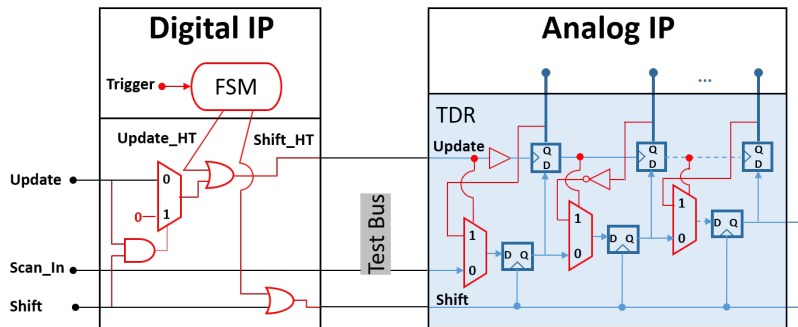 Digital IP
Analog IP
Trigger
FSM
TDR
...
Update_HT
Shift_HT
Update
Q
D
Q
D
Q
D
Update
0
0
1
1
0
D Q
1
0
D Q
1
0
D Q
Test Bus
Scan_In
Shift
Shift